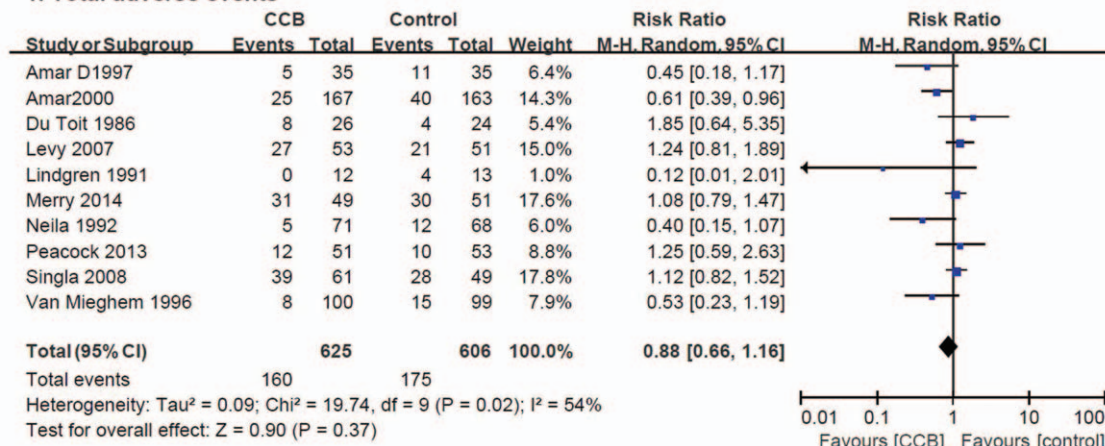 CCB Control Risk Ratio Risk Ratio
Study or Subgroup Events Total Events Total Weight M-H. Random. 95% CI M-H. Random. 95% CI
Amar D1997 5 35 11 35 6.4% 0.45 [0.18, 1.17]
Amar2000 25 167 40 163 14.3% 0.61 [0.39, 0.96]
Du Toit 1986 8 26 4 24 5.4% 1.85 [0.64, 5.35]
Levy 2007 27 53 21 51 15.0% 1.24 [0.81, 1.89]
Lindgren 1991 0 12 4 13 1.0% 0.12 [0.01, 2.01]
Merry 2014 31 49 30 51 17.6% 1.08 [0.79, 1.47]
Neila 1992 5 71 12 68 6.1% 0.40 [0.15, 1.07]
Peacock 2013 12 51 10 53 8.8% 1.25 [0.59, 2.63]
Singla 2008 39 61 28 49 17.8% 1.12 [0.82, 1.52]
Van Mieghem 1996 8 100 15 99 7.9% 0.53 [0.23, 1.19]
Total (95% CI) 625 606 100.0% 0.88 [0.66, 1.16]
Total events 160 175
Heterogeneity: Tau² = 0.09; Chi² = 19.74, df = 9 (P = 0.02); I² = 54%
Test for overall effect: Z = 0.90 (P = 0.37)
0.01 0.1 1 10 100
Favours [CCB] Favours [control]